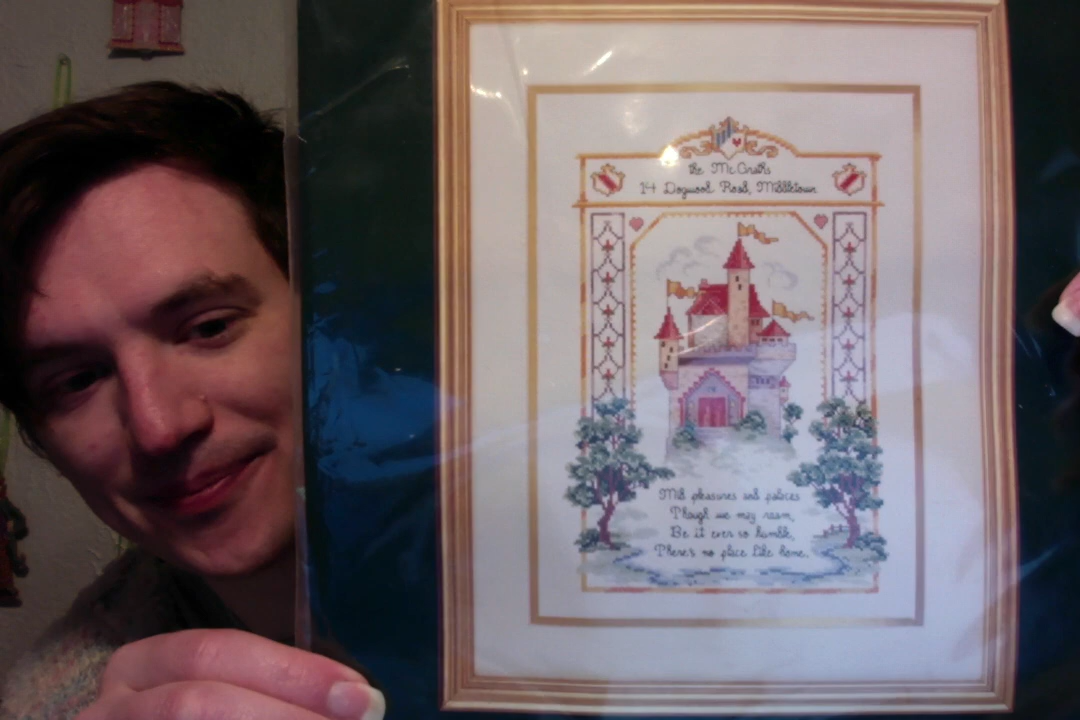 the McGraths
14 Dogwood Road, Middletown
Mid pleasures and palaces
Though we may roam,
Be it ever so humble,
There's no place like home.